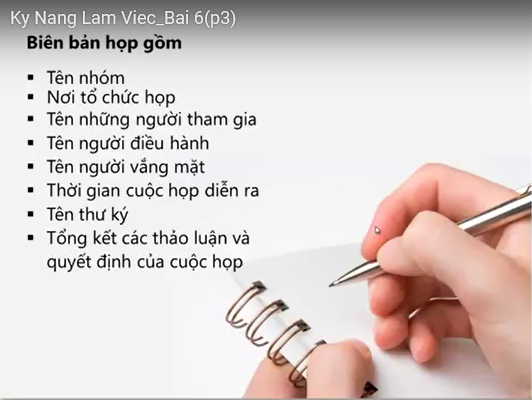 Ky Nang Lam Viec_Bai 6(p3)
Biên bản họp gồm
▪ Tên nhóm
▪ Nơi tổ chức họp
▪ Tên những người tham gia
▪ Tên người điều hành
▪ Tên người vắng mặt
▪ Thời gian cuộc họp diễn ra
▪ Tên thư ký
▪ Tổng kết các thảo luận và
quyết định của cuộc họp